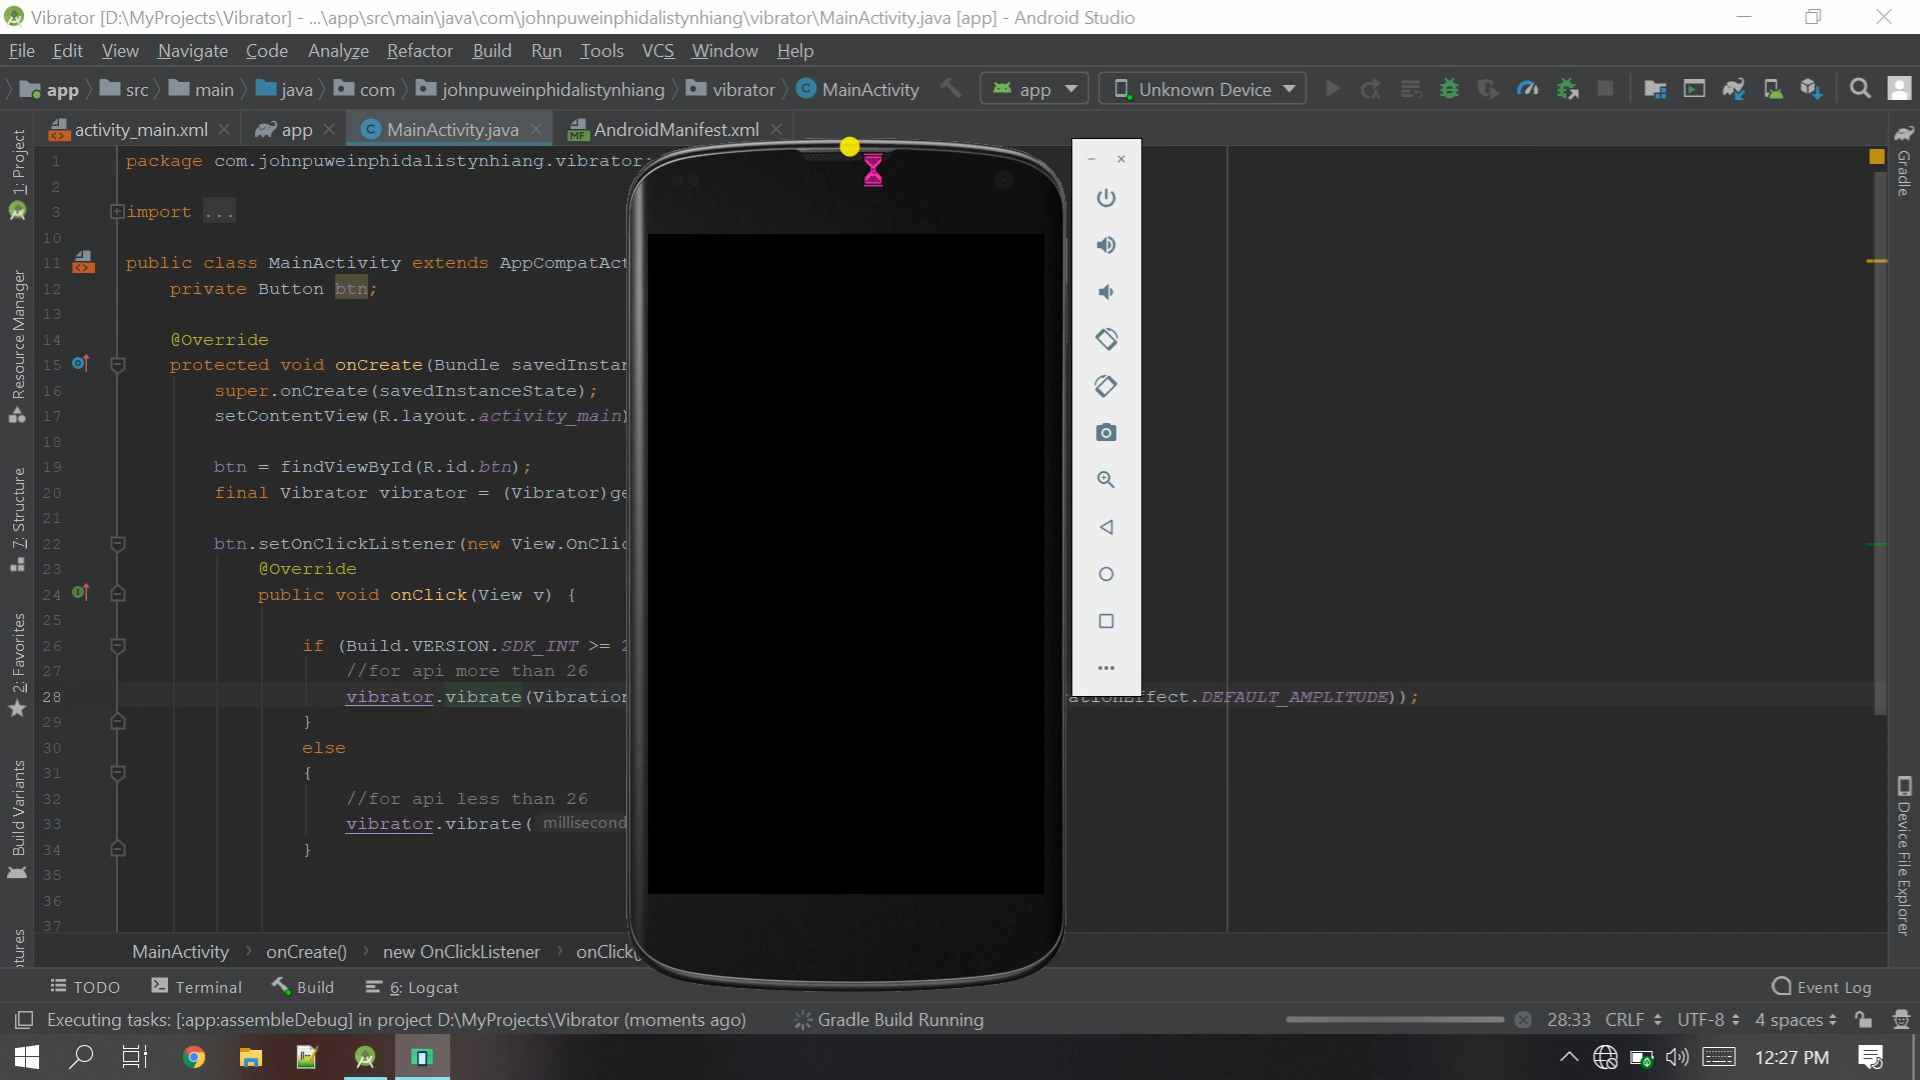 Vibrator [D:\MyProjects\Vibrator] - ...\app\src\main\java\com\johnpuweinphidalistynhiang\vibrator\MainActivity.java [app] - Android Studio
File Edit View Navigate Code Analyze Refactor Build Run Tools VCS Window Help
app src main java com johnpuweinphidalistynhiang vibrator MainActivity app Unknown Device
activity_main.xml app MainActivity.java AndroidManifest.xml
1 package com.johnpuweinphidalistynhiang.vibrator;
2
3 import ...
10
11 public class MainActivity extends AppCompatAct
12 private Button btn;
13
14 @Override
15 protected void onCreate(Bundle savedInstan
16 super.onCreate(savedInstanceState);
17 setContentView(R.layout.activity_main)
18
19 btn = findViewById(R.id.btn);
20 final Vibrator vibrator = (Vibrator)ge
21
22 btn.setOnClickListener(new View.OnClic
23 @Override
24 public void onClick(View v) {
25
26 if (Build.VERSION.SDK_INT >= 2
27 //for api more than 26
28 vibrator.vibrate(Vibration ationEffect.DEFAULT_AMPLITUDE));
29 }
30 else
31 {
32 //for api less than 26
33 vibrator.vibrate( millisecond
34 }
35
36
37
1: Project
Resource Manager
7: Structure
2: Favorites
Build Variants
tures
Gradle
Device File Explorer
MainActivity onCreate() new OnClickListener onClick(
TODO Terminal Build 6: Logcat Event Log
Executing tasks: [:app:assembleDebug] in project D:\MyProjects\Vibrator (moments ago) Gradle Build Running 28:33 CRLF UTF-8 4 spaces
12:27 PM